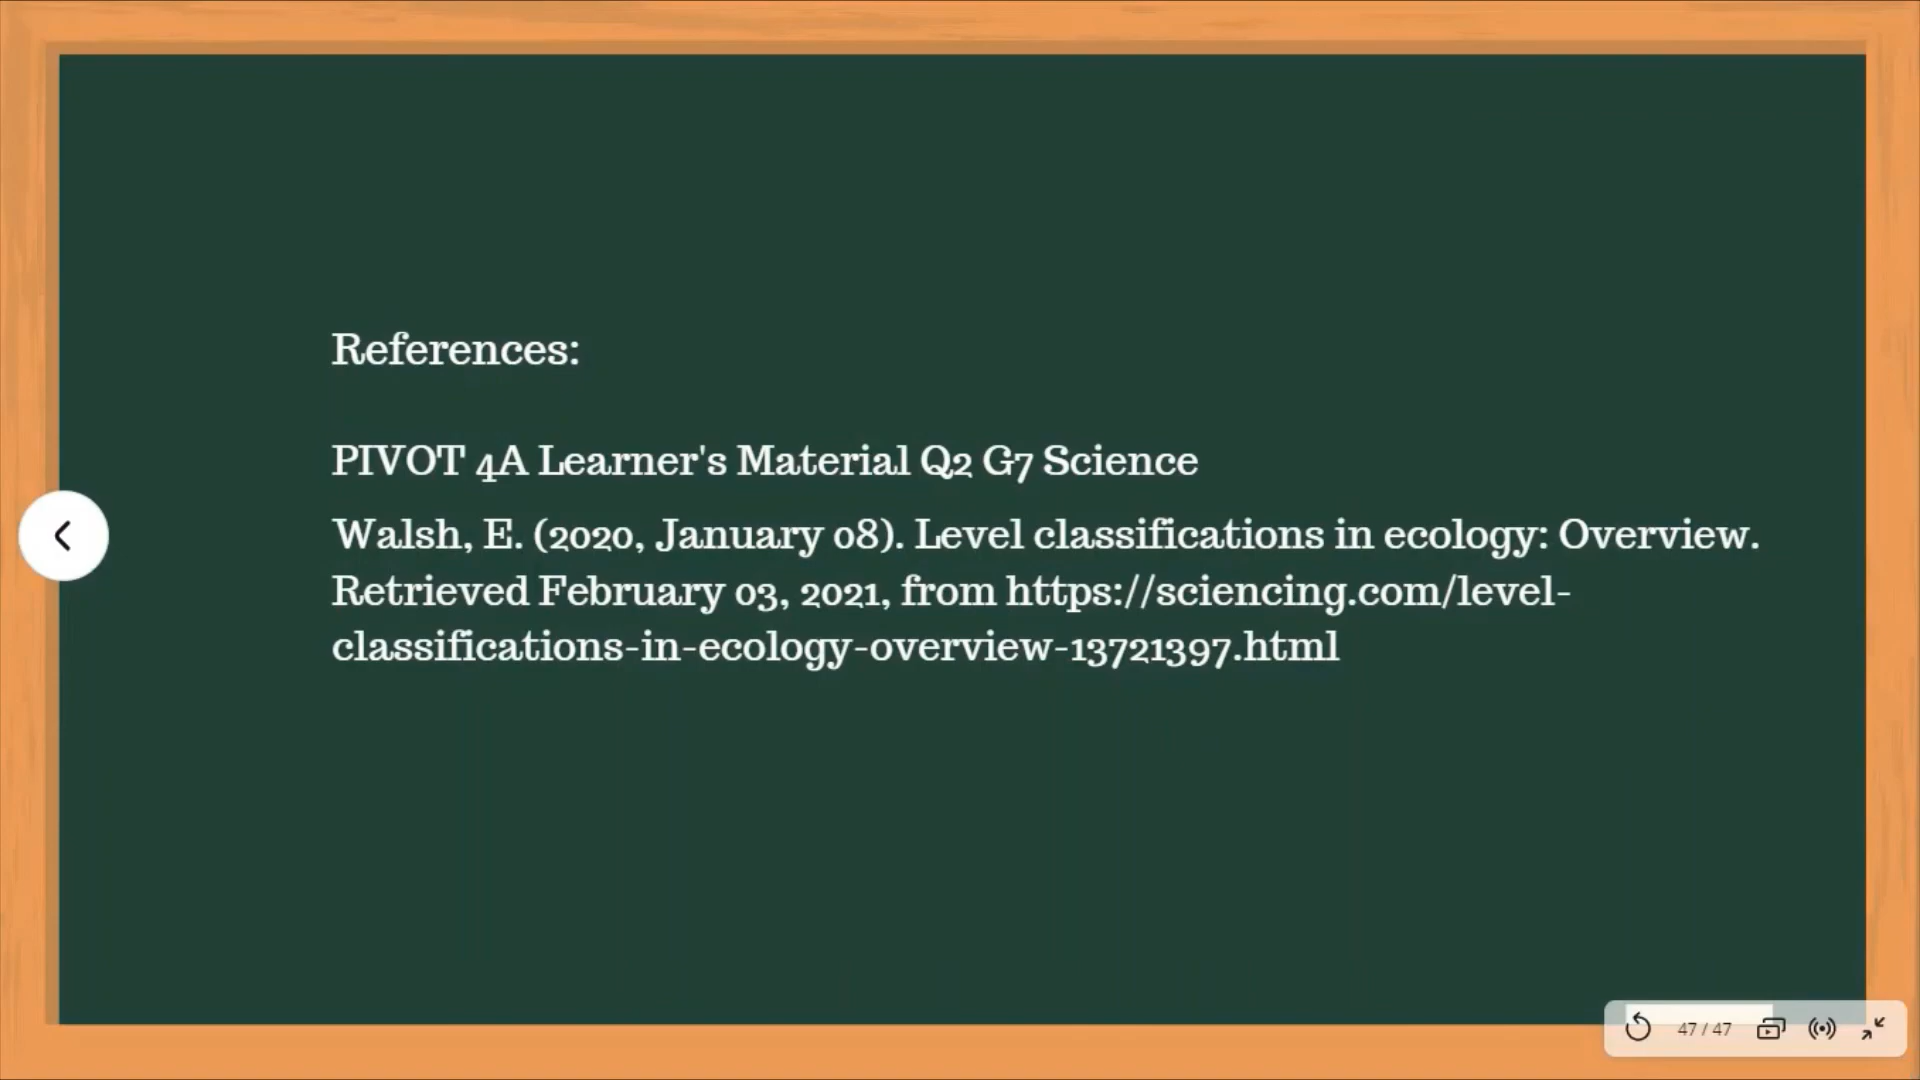 References:
PIVOT 4A Learner's Material Q2 G7 Science
Walsh, E. (2020, January 08). Level classifications in ecology: Overview.
Retrieved February 03, 2021, from https://sciencing.com/level-
classifications-in-ecology-overview-13721397.html
47 / 47